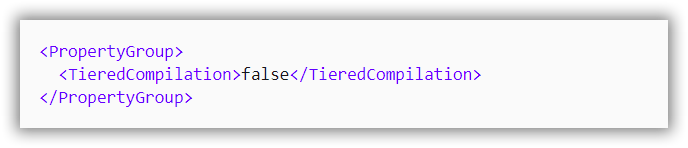 <PropertyGroup>
  <TieredCompilation>false</TieredCompilation>
</PropertyGroup>